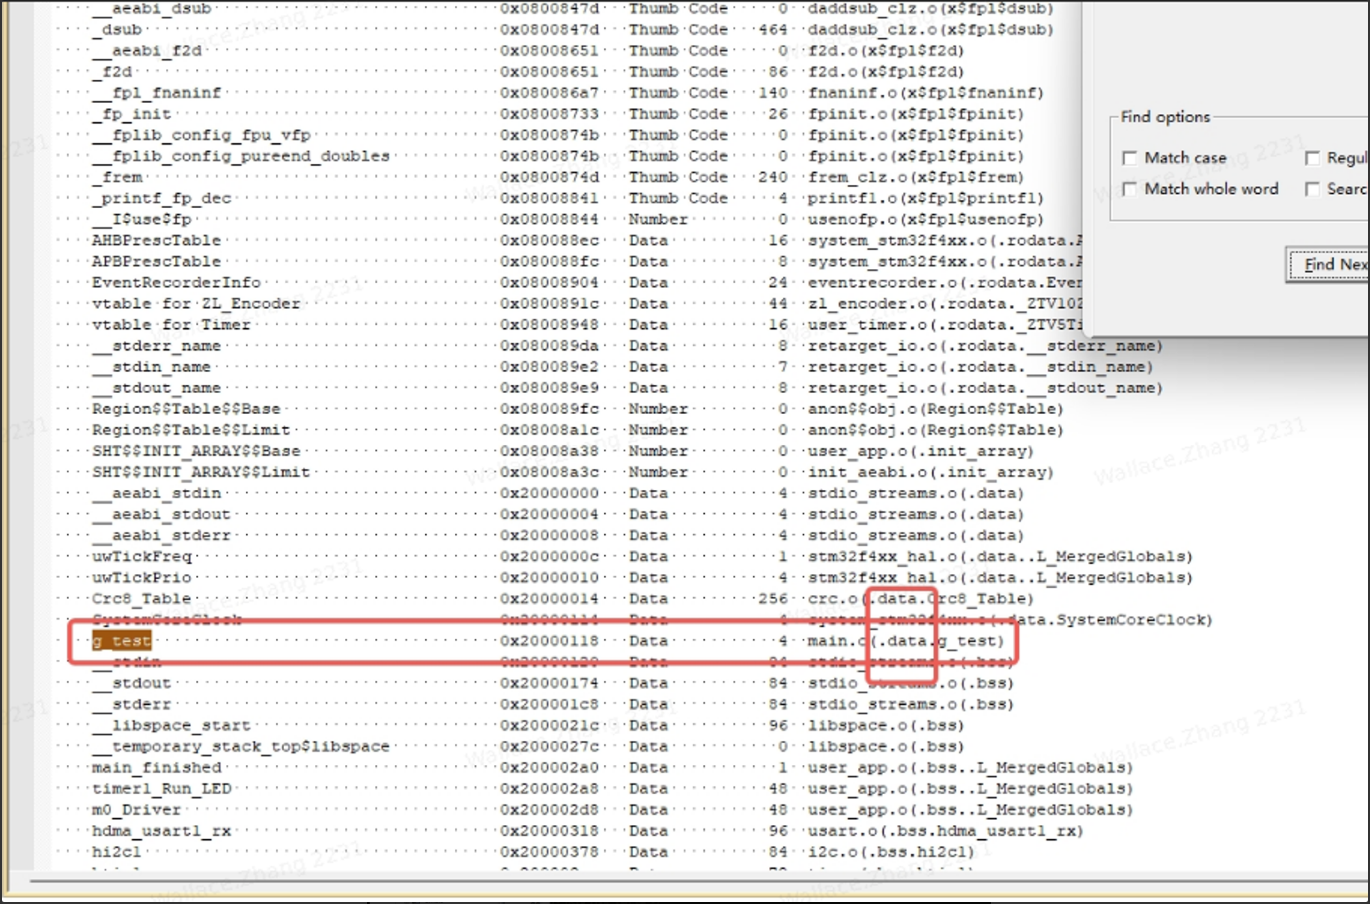 __aeabi_dsub 0x0800847d Thumb Code 0 daddsub_clz.o(x$fpl$dsub)
_dsub 0x0800847d Thumb Code 464 daddsub_clz.o(x$fpl$dsub)
__aeabi_f2d 0x08008651 Thumb Code 0 f2d.o(x$fpl$f2d)
_f2d 0x08008651 Thumb Code 86 f2d.o(x$fpl$f2d)
__fpl_fnaninf 0x080086a7 Thumb Code 140 fnaninf.o(x$fpl$fnaninf)
_fp_init 0x08008733 Thumb Code 26 fpinit.o(x$fpl$fpinit)
__fplib_config_fpu_vfp 0x0800874b Thumb Code 0 fpinit.o(x$fpl$fpinit)
__fplib_config_pureend_doubles 0x0800874b Thumb Code 0 fpinit.o(x$fpl$fpinit)
_frem 0x0800874d Thumb Code 240 frem_clz.o(x$fpl$frem)
_printf_fp_dec 0x08008841 Thumb Code 4 printf1.o(x$fpl$printf1)
__I$use$fp 0x08008844 Number 0 usenofp.o(x$fpl$usenofp)
AHBPrescTable 0x080088ec Data 16 system_stm32f4xx.o(.rodata.A
APBPrescTable 0x080088fc Data 8 system_stm32f4xx.o(.rodata.A
EventRecorderInfo 0x08008904 Data 24 eventrecorder.o(.rodata.Even
vtable for ZL_Encoder 0x0800891c Data 44 zl_encoder.o(.rodata._ZTV10Z
vtable for Timer 0x08008948 Data 16 user_timer.o(.rodata._ZTV5Ti
__stderr_name 0x080089da Data 8 retarget_io.o(.rodata.__stderr_name)
__stdin_name 0x080089e2 Data 7 retarget_io.o(.rodata.__stdin_name)
__stdout_name 0x080089e9 Data 8 retarget_io.o(.rodata.__stdout_name)
Region$$Table$$Base 0x080089fc Number 0 anon$$obj.o(Region$$Table)
Region$$Table$$Limit 0x08008a1c Number 0 anon$$obj.o(Region$$Table)
SHT$$INIT_ARRAY$$Base 0x08008a38 Number 0 user_app.o(.init_array)
SHT$$INIT_ARRAY$$Limit 0x08008a3c Number 0 init_aeabi.o(.init_array)
__aeabi_stdin 0x20000000 Data 4 stdio_streams.o(.data)
__aeabi_stdout 0x20000004 Data 4 stdio_streams.o(.data)
__aeabi_stderr 0x20000008 Data 4 stdio_streams.o(.data)
uwTickFreq 0x2000000c Data 1 stm32f4xx_hal.o(.data..L_MergedGlobals)
uwTickPrio 0x20000010 Data 4 stm32f4xx_hal.o(.data..L_MergedGlobals)
Crc8_Table 0x20000014 Data 256 crc.o(.data.Crc8_Table)
SystemCoreClock 0x20000114 Data 4 system_stm32f4xx.o(.data.SystemCoreClock)
g_test 0x20000118 Data 4 main.o(.data.g_test)
__stdin 0x20000120 Data 84 stdio_streams.o(.bss)
__stdout 0x20000174 Data 84 stdio_streams.o(.bss)
__stderr 0x200001c8 Data 84 stdio_streams.o(.bss)
__libspace_start 0x2000021c Data 96 libspace.o(.bss)
__temporary_stack_top$libspace 0x2000027c Data 0 libspace.o(.bss)
main_finished 0x200002a0 Data 1 user_app.o(.bss..L_MergedGlobals)
timer1_Run_LED 0x200002a8 Data 48 user_app.o(.bss..L_MergedGlobals)
m0_Driver 0x200002d8 Data 48 user_app.o(.bss..L_MergedGlobals)
hdma_usart1_rx 0x20000318 Data 96 usart.o(.bss.hdma_usart1_rx)
hi2c1 0x20000378 Data 84 i2c.o(.bss.hi2c1)
Find options
Match case Regul
Match whole word Searc
Find Nex
Wallace.Zhang 2231